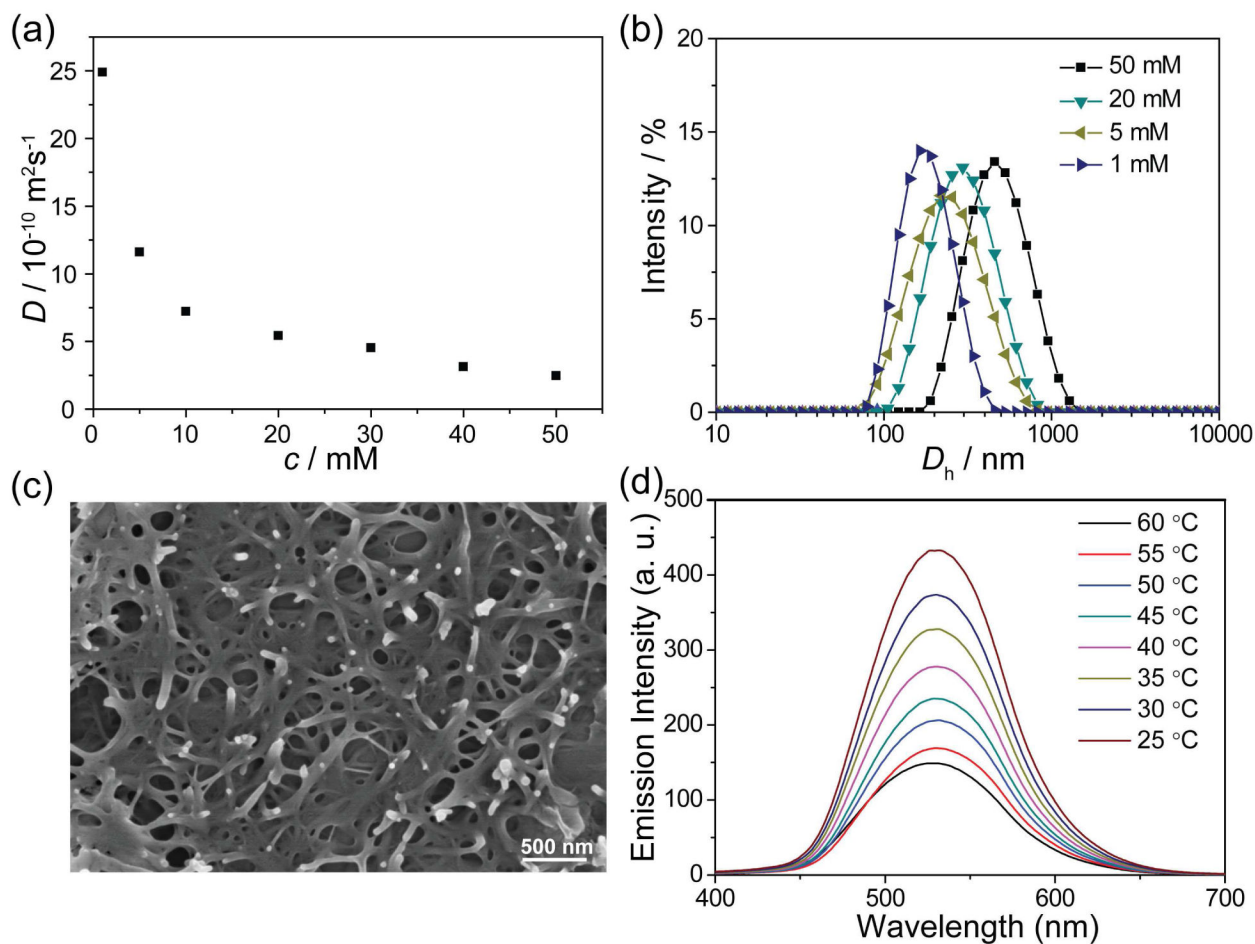 (a)
25
20
15
10
5
0
D / 10⁻¹⁰ m²s⁻¹
0 10 20 30 40 50
c / mM
(b)
20
15
10
5
0
Intensity / %
50 mM
20 mM
5 mM
1 mM
10 100 1000 10000
Dₕ / nm
(c)
500 nm
(d)
500
400
300
200
100
0
Emission Intensity (a. u.)
60 °C
55 °C
50 °C
45 °C
40 °C
35 °C
30 °C
25 °C
400 500 600 700
Wavelength (nm)